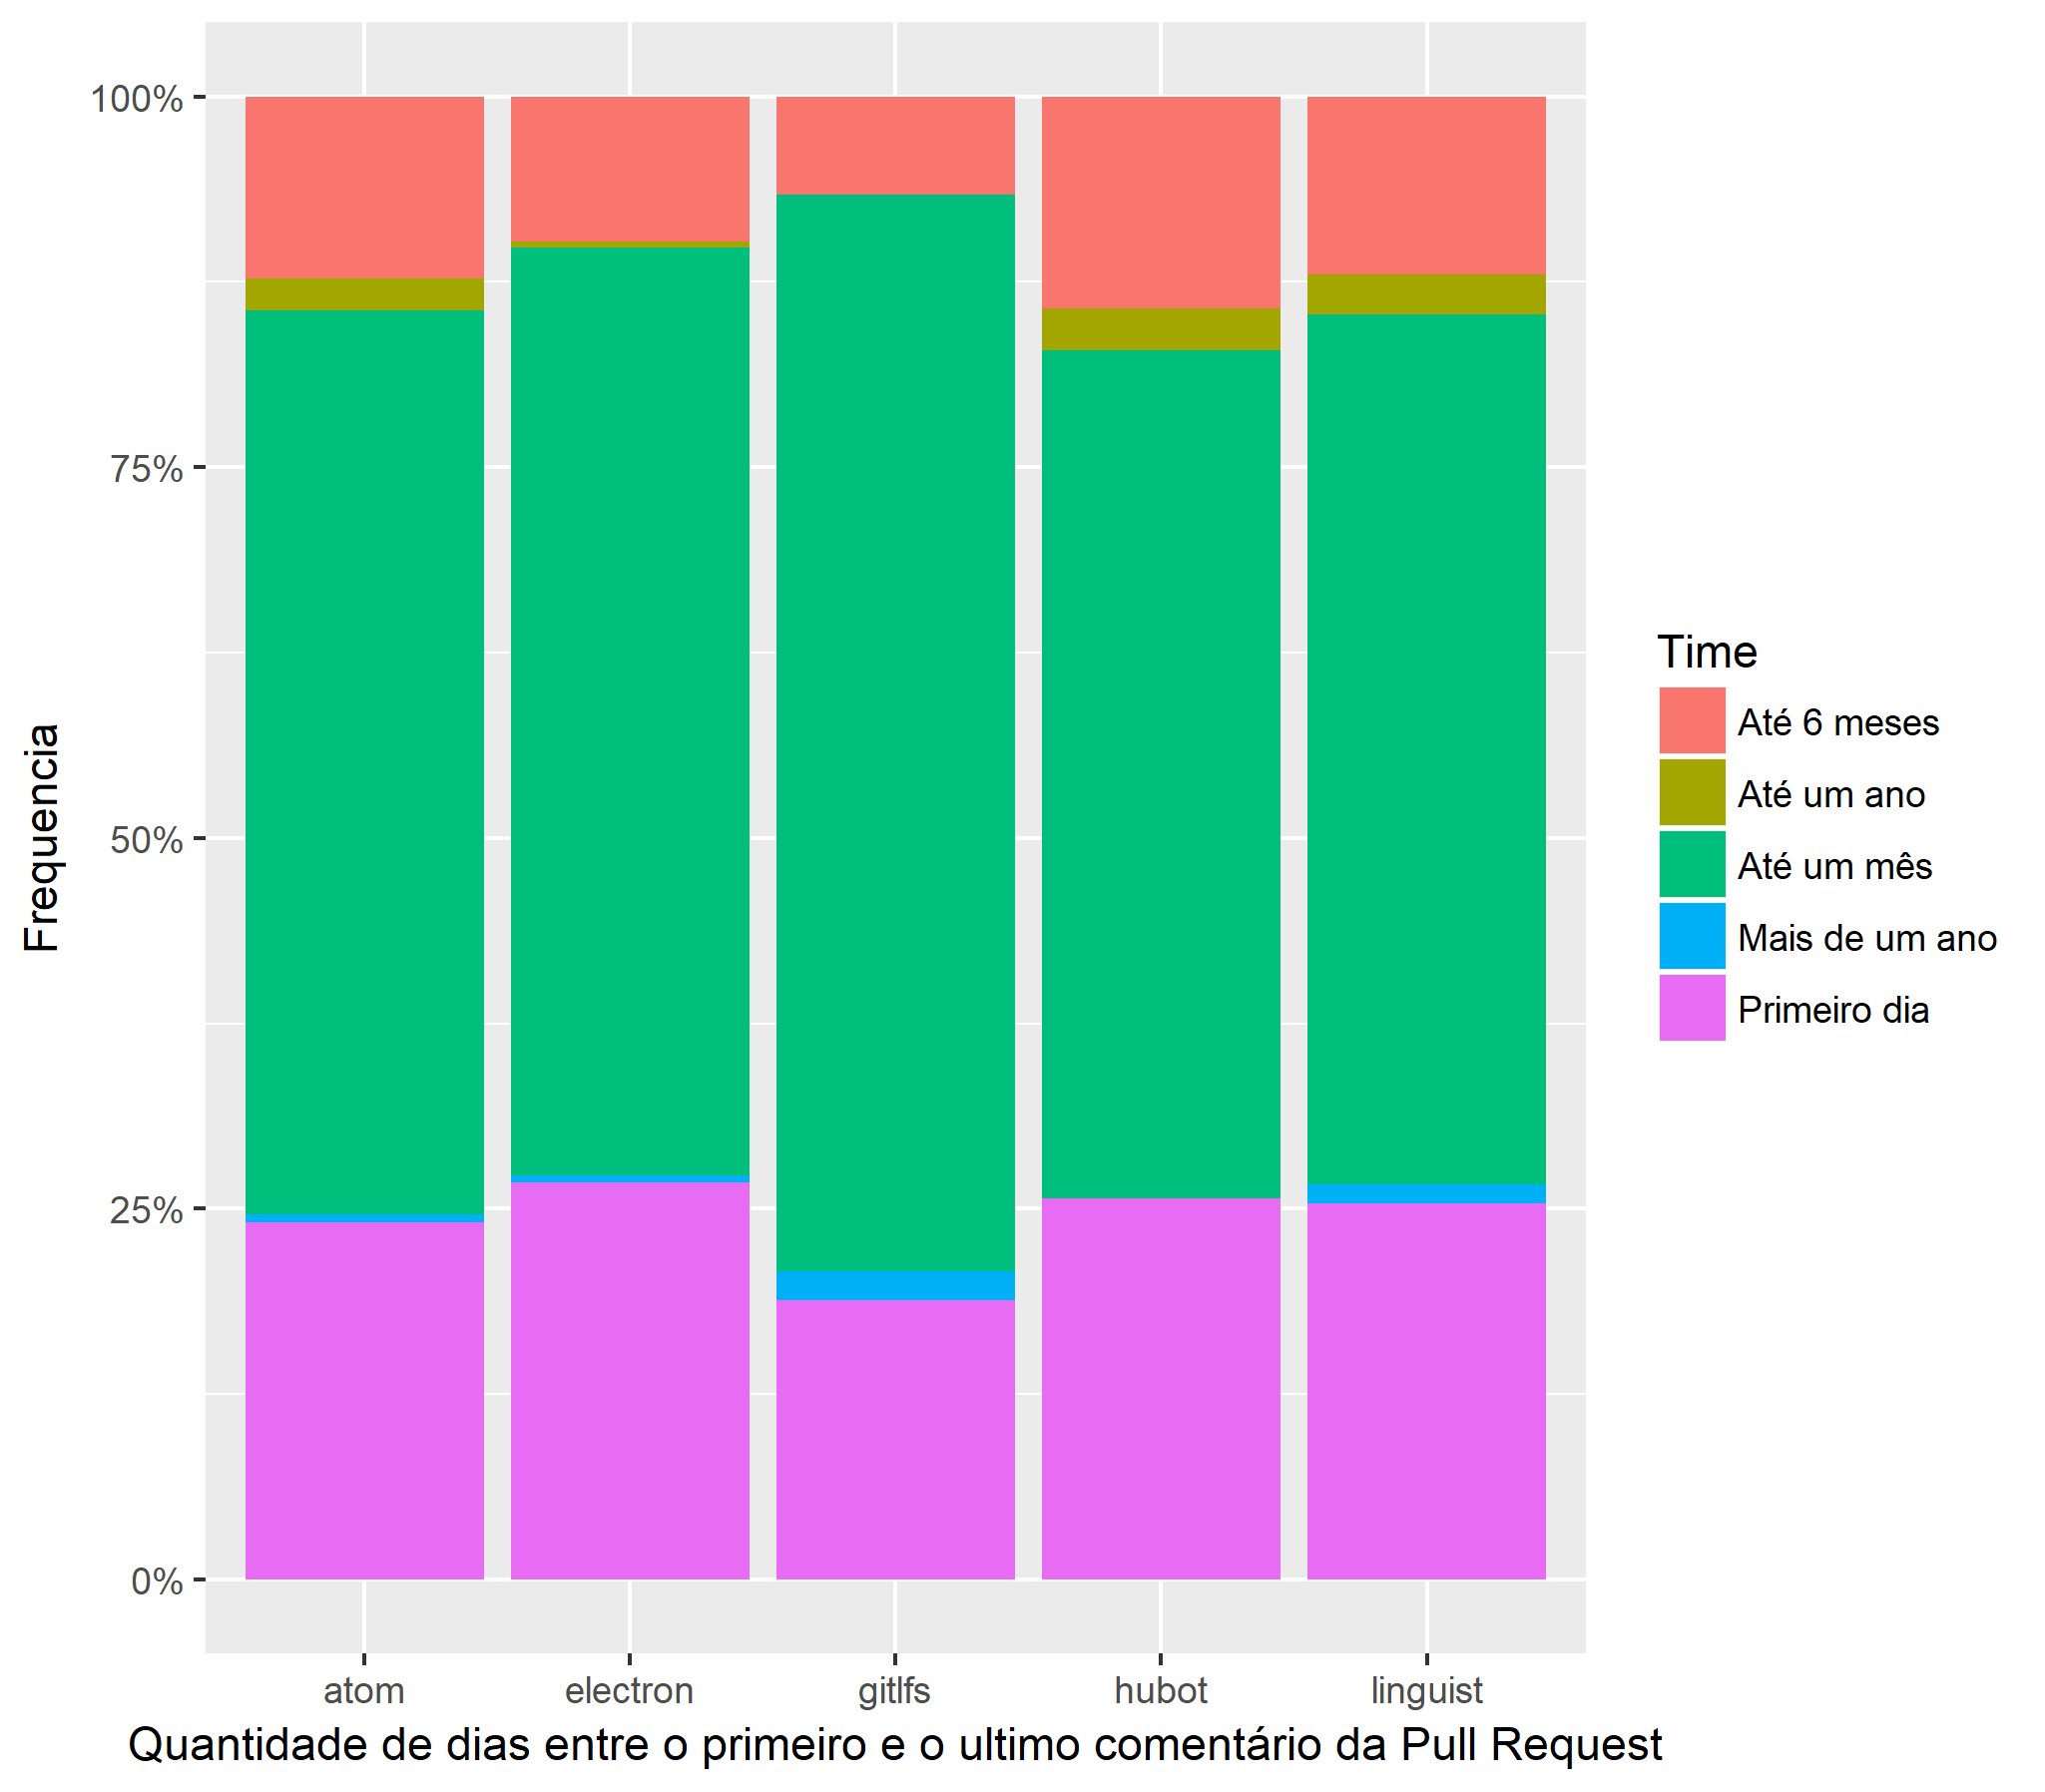 100%
75%
50%
25%
0%
Frequencia
atom electron gitlfs hubot linguist
Quantidade de dias entre o primeiro e o ultimo comentário da Pull Request
Time
Até 6 meses
Até um ano
Até um mês
Mais de um ano
Primeiro dia